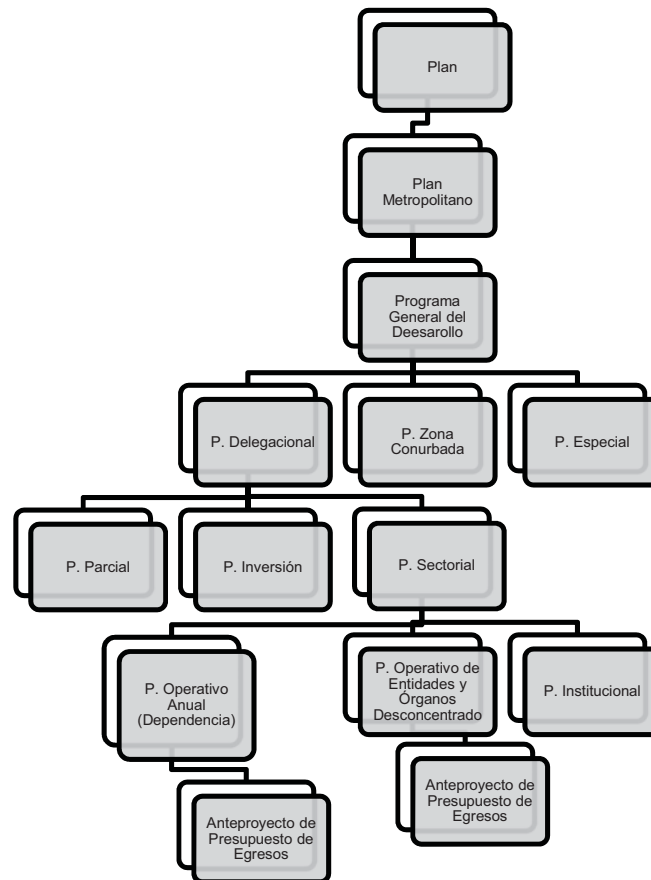 Plan
Plan
Metropolitano
Programa
General del
Deesarollo
P. Delegacional
P. Zona
Conurbada
P. Especial
P. Parcial
P. Inversión
P. Sectorial
P. Operativo
Anual
(Dependencia)
P. Operativo de
Entidades y
Órganos
Desconcentrado
P. Institucional
Anteproyecto de
Presupuesto de
Egresos
Anteproyecto de
Presupuesto de
Egresos